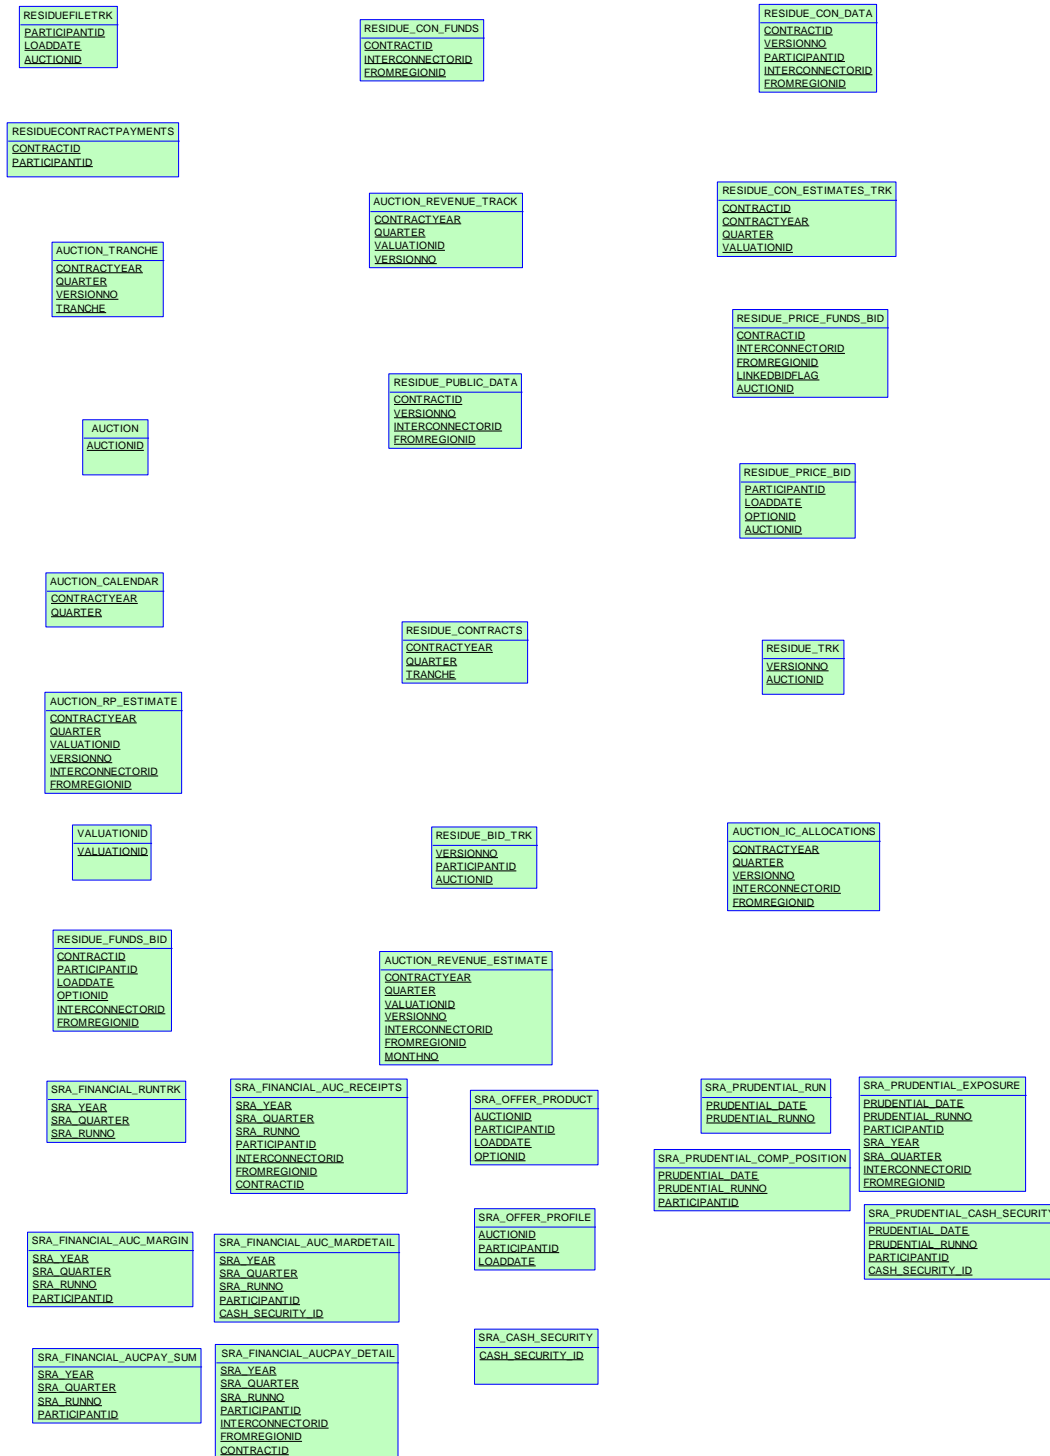 RESIDUEFILETRK
PARTICIPANTID
LOADDATE
AUCTIONID
RESIDUE_CON_FUNDS
CONTRACTID
INTERCONNECTORID
FROMREGIONID
RESIDUE_CON_DATA
CONTRACTID
VERSIONNO
PARTICIPANTID
INTERCONNECTORID
FROMREGIONID
RESIDUECONTRACTPAYMENTS
CONTRACTID
PARTICIPANTID
AUCTION_REVENUE_TRACK
CONTRACTYEAR
QUARTER
VALUATIONID
VERSIONNO
RESIDUE_CON_ESTIMATES_TRK
CONTRACTID
CONTRACTYEAR
QUARTER
VALUATIONID
AUCTION_TRANCHE
CONTRACTYEAR
QUARTER
VERSIONNO
TRANCHE
RESIDUE_PRICE_FUNDS_BID
CONTRACTID
INTERCONNECTORID
FROMREGIONID
LINKEDBIDFLAG
AUCTIONID
RESIDUE_PUBLIC_DATA
CONTRACTID
VERSIONNO
INTERCONNECTORID
FROMREGIONID
AUCTION
AUCTIONID
RESIDUE_PRICE_BID
PARTICIPANTID
LOADDATE
OPTIONID
AUCTIONID
AUCTION_CALENDAR
CONTRACTYEAR
QUARTER
RESIDUE_CONTRACTS
CONTRACTYEAR
QUARTER
TRANCHE
RESIDUE_TRK
VERSIONNO
AUCTIONID
AUCTION_RP_ESTIMATE
CONTRACTYEAR
QUARTER
VALUATIONID
VERSIONNO
INTERCONNECTORID
FROMREGIONID
VALUATIONID
VALUATIONID
RESIDUE_BID_TRK
VERSIONNO
PARTICIPANTID
AUCTIONID
AUCTION_IC_ALLOCATIONS
CONTRACTYEAR
QUARTER
VERSIONNO
INTERCONNECTORID
FROMREGIONID
RESIDUE_FUNDS_BID
CONTRACTID
PARTICIPANTID
LOADDATE
OPTIONID
INTERCONNECTORID
FROMREGIONID
AUCTION_REVENUE_ESTIMATE
CONTRACTYEAR
QUARTER
VALUATIONID
VERSIONNO
INTERCONNECTORID
FROMREGIONID
MONTHNO
SRA_FINANCIAL_RUNTRK
SRA_YEAR
SRA_QUARTER
SRA_RUNNO
SRA_FINANCIAL_AUC_RECEIPTS
SRA_YEAR
SRA_QUARTER
SRA_RUNNO
PARTICIPANTID
INTERCONNECTORID
FROMREGIONID
CONTRACTID
SRA_OFFER_PRODUCT
AUCTIONID
PARTICIPANTID
LOADDATE
OPTIONID
SRA_PRUDENTIAL_RUN
PRUDENTIAL_DATE
PRUDENTIAL_RUNNO
SRA_PRUDENTIAL_EXPOSURE
PRUDENTIAL_DATE
PRUDENTIAL_RUNNO
PARTICIPANTID
SRA_YEAR
SRA_QUARTER
INTERCONNECTORID
FROMREGIONID
SRA_PRUDENTIAL_COMP_POSITION
PRUDENTIAL_DATE
PRUDENTIAL_RUNNO
PARTICIPANTID
SRA_PRUDENTIAL_CASH_SECURITY
PRUDENTIAL_DATE
PRUDENTIAL_RUNNO
PARTICIPANTID
CASH_SECURITY_ID
SRA_OFFER_PROFILE
AUCTIONID
PARTICIPANTID
LOADDATE
SRA_FINANCIAL_AUC_MARGIN
SRA_YEAR
SRA_QUARTER
SRA_RUNNO
PARTICIPANTID
SRA_FINANCIAL_AUC_MARDETAIL
SRA_YEAR
SRA_QUARTER
SRA_RUNNO
PARTICIPANTID
CASH_SECURITY_ID
SRA_CASH_SECURITY
CASH_SECURITY_ID
SRA_FINANCIAL_AUCPAY_SUM
SRA_YEAR
SRA_QUARTER
SRA_RUNNO
PARTICIPANTID
SRA_FINANCIAL_AUCPAY_DETAIL
SRA_YEAR
SRA_QUARTER
SRA_RUNNO
PARTICIPANTID
INTERCONNECTORID
FROMREGIONID
CONTRACTID